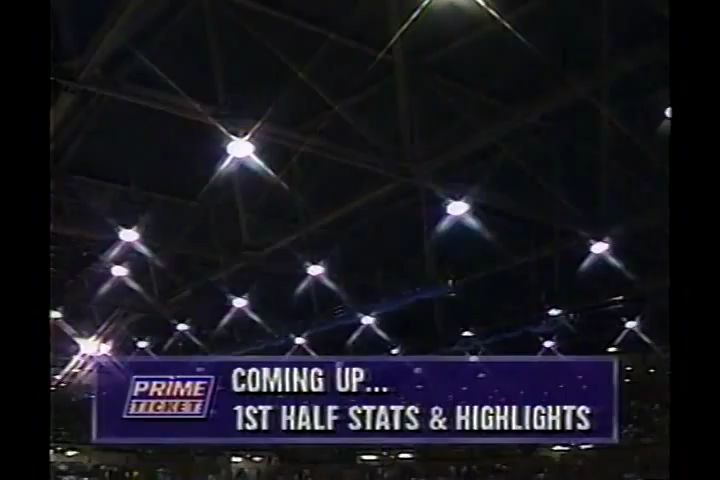 PRIME
TICKET
COMING UP...
1ST HALF STATS & HIGHLIGHTS